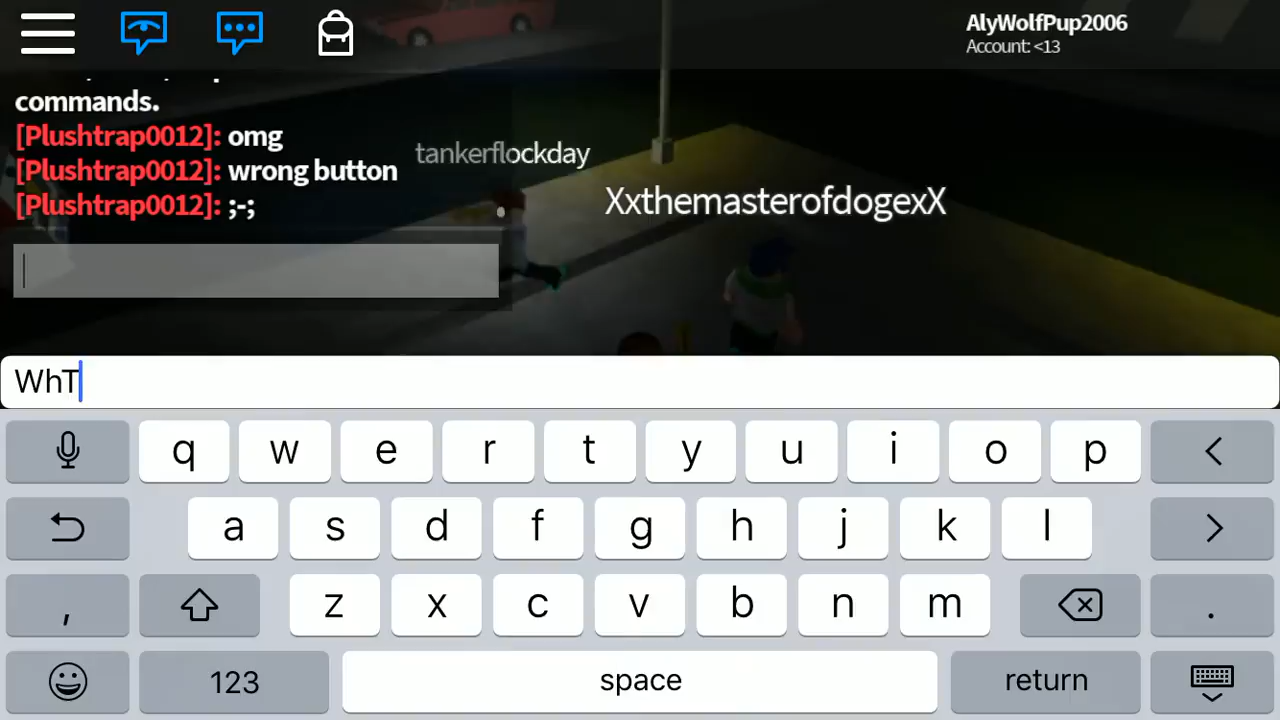 AlyWolfPup2006
Account: <13
commands.
[Plushtrap0012]: omg
[Plushtrap0012]: wrong button
[Plushtrap0012]: ;-;
tankerflockday
XxthemasterofdogexX
WhT
q w e r t y u i o p <
a s d f g h j k l >
, z x c v b n m .
123 space return